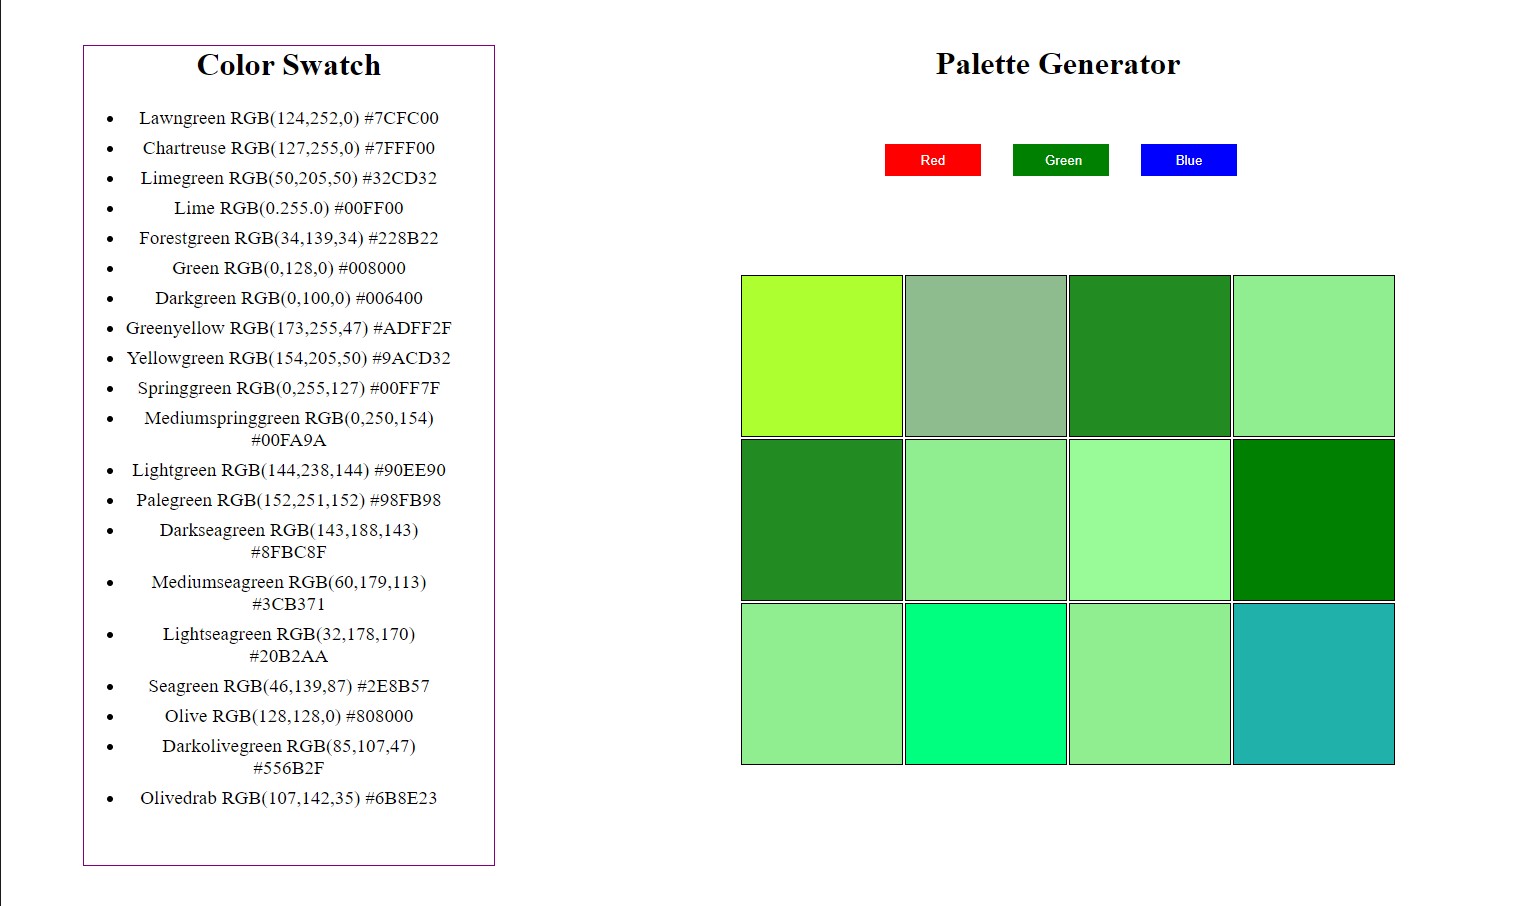 Color Swatch
Lawngreen RGB(124,252,0) #7CFC00
Chartreuse RGB(127,255,0) #7FFF00
Limegreen RGB(50,205,50) #32CD32
Lime RGB(0.255.0) #00FF00
Forestgreen RGB(34,139,34) #228B22
Green RGB(0,128,0) #008000
Darkgreen RGB(0,100,0) #006400
Greenyellow RGB(173,255,47) #ADFF2F
Yellowgreen RGB(154,205,50) #9ACD32
Springgreen RGB(0,255,127) #00FF7F
Mediumspringgreen RGB(0,250,154)
#00FA9A
Lightgreen RGB(144,238,144) #90EE90
Palegreen RGB(152,251,152) #98FB98
Darkseagreen RGB(143,188,143)
#8FBC8F
Mediumseagreen RGB(60,179,113)
#3CB371
Lightseagreen RGB(32,178,170)
#20B2AA
Seagreen RGB(46,139,87) #2E8B57
Olive RGB(128,128,0) #808000
Darkolivegreen RGB(85,107,47)
#556B2F
Olivedrab RGB(107,142,35) #6B8E23
Palette Generator
Red
Green
Blue